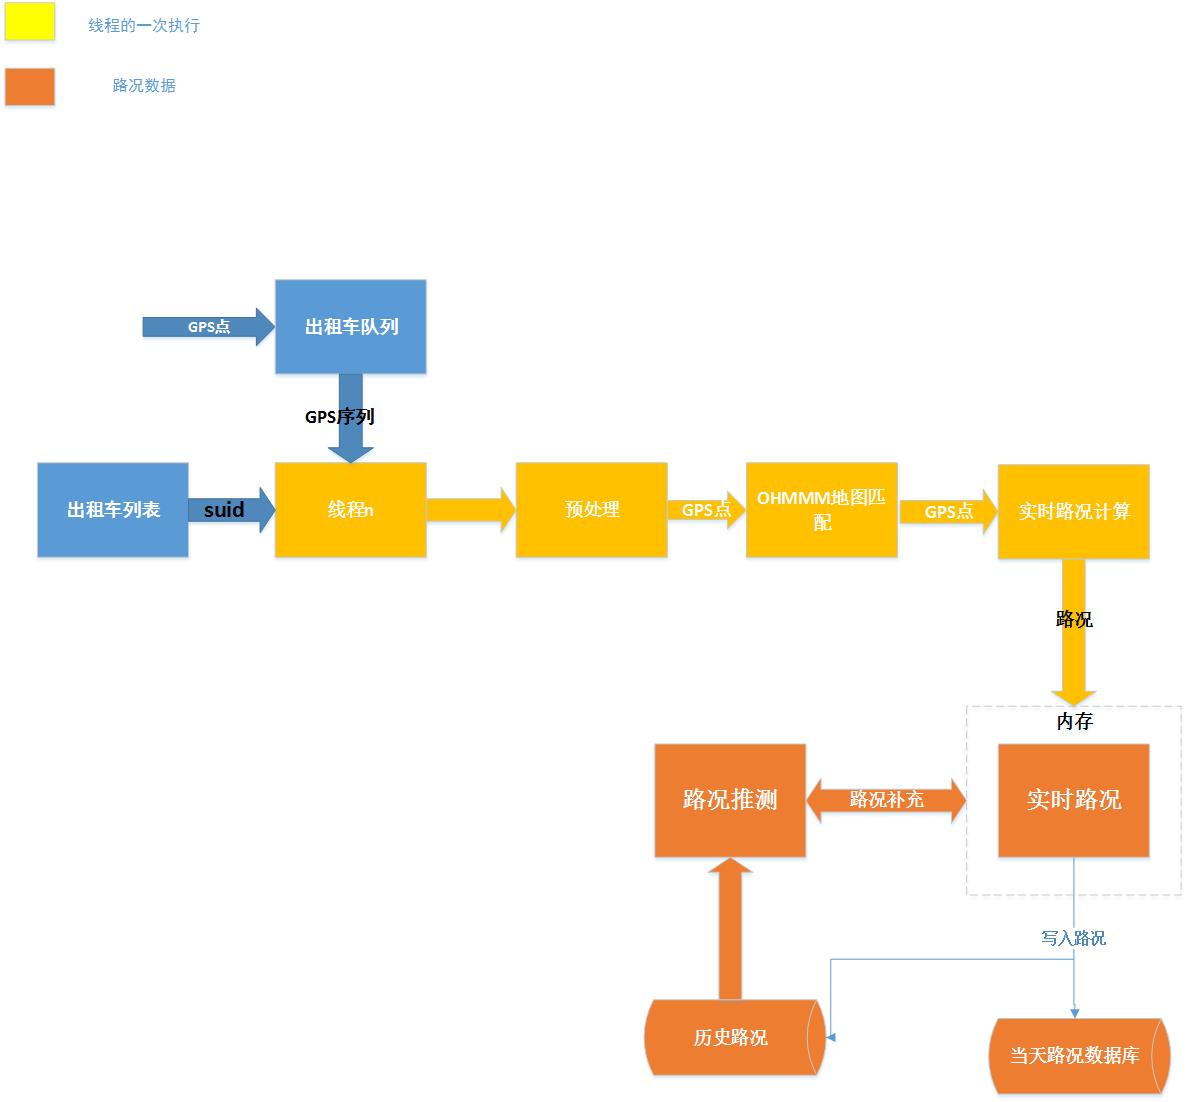 线程的一次执行
路况数据
GPS点
出租车队列
GPS序列
出租车列表
suid
线程n
预处理
GPS点
OHMMM地图匹
配
GPS点
实时路况计算
路况
内存
路况推测
路况补充
实时路况
写入路况
历史路况
当天路况数据库